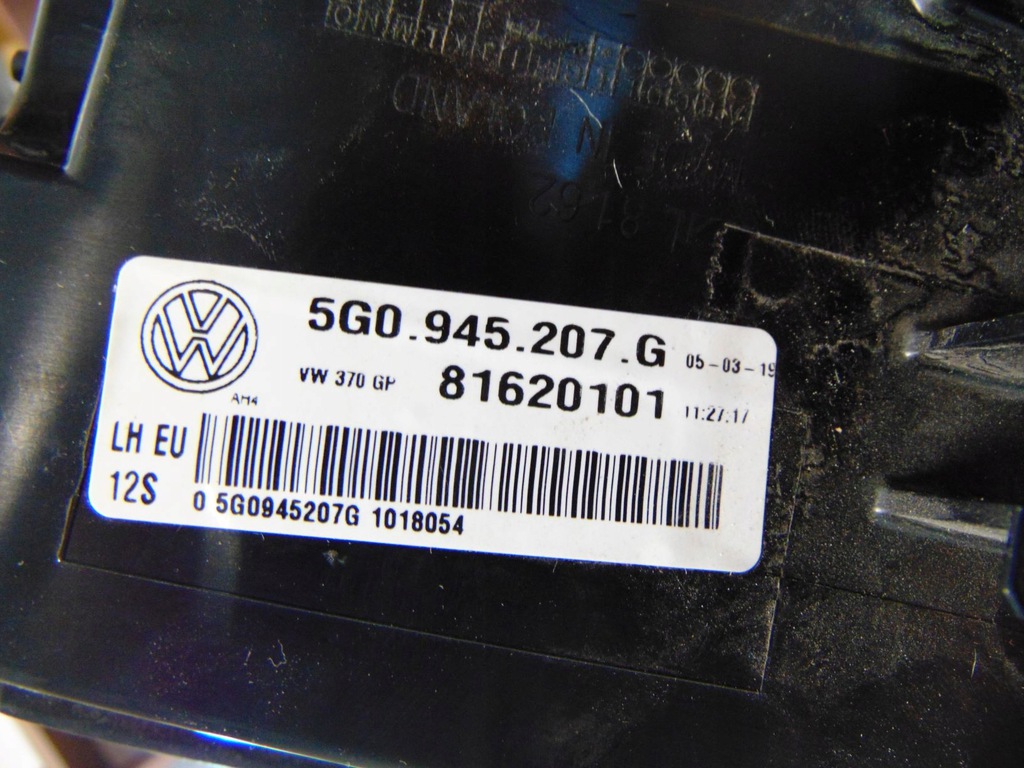 5G0.945.207.G 05-03-19
VW 370 GP 81620101 11:27.17
AM4
LH EU
12S
0 5G0945207G 1018054